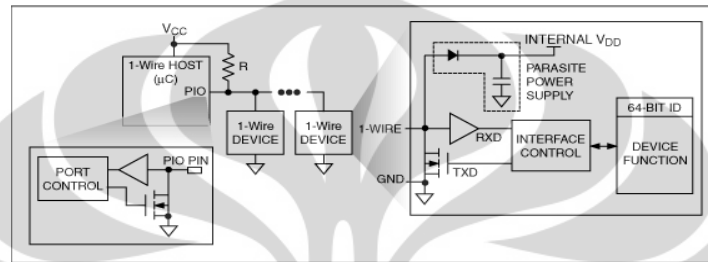 VCC
1-Wire HOST
(μC)
R
PIO
1-Wire
DEVICE
1-Wire
DEVICE
PORT
CONTROL
PIO PIN
INTERNAL VDD
PARASITE
POWER
SUPPLY
1-WIRE
RXD
TXD
GND
INTERFACE
CONTROL
64-BIT ID
DEVICE
FUNCTION